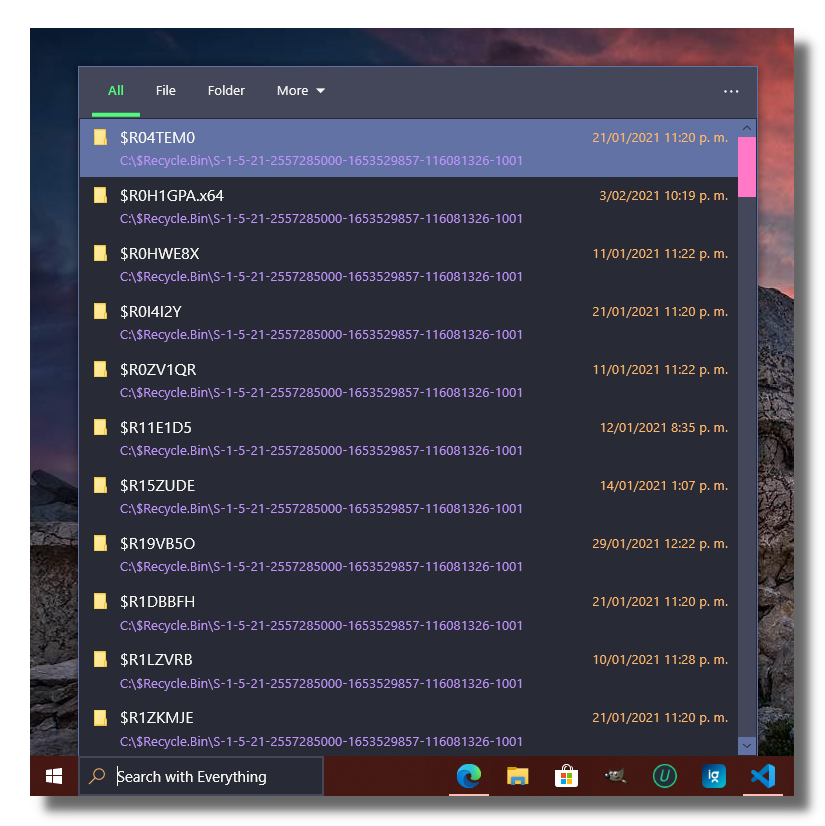 All File Folder More ...
$R04TEM0 21/01/2021 11:20 p. m.
C:\$Recycle.Bin\S-1-5-21-2557285000-1653529857-116081326-1001
$R0H1GPA.x64 3/02/2021 10:19 p. m.
C:\$Recycle.Bin\S-1-5-21-2557285000-1653529857-116081326-1001
$R0HWE8X 11/01/2021 11:22 p. m.
C:\$Recycle.Bin\S-1-5-21-2557285000-1653529857-116081326-1001
$R0I4I2Y 21/01/2021 11:20 p. m.
C:\$Recycle.Bin\S-1-5-21-2557285000-1653529857-116081326-1001
$R0ZV1QR 11/01/2021 11:22 p. m.
C:\$Recycle.Bin\S-1-5-21-2557285000-1653529857-116081326-1001
$R11E1D5 12/01/2021 8:35 p. m.
C:\$Recycle.Bin\S-1-5-21-2557285000-1653529857-116081326-1001
$R15ZUDE 14/01/2021 1:07 p. m.
C:\$Recycle.Bin\S-1-5-21-2557285000-1653529857-116081326-1001
$R19VB5O 29/01/2021 12:22 p. m.
C:\$Recycle.Bin\S-1-5-21-2557285000-1653529857-116081326-1001
$R1DBBFH 21/01/2021 11:20 p. m.
C:\$Recycle.Bin\S-1-5-21-2557285000-1653529857-116081326-1001
$R1LZVRB 10/01/2021 11:28 p. m.
C:\$Recycle.Bin\S-1-5-21-2557285000-1653529857-116081326-1001
$R1ZKMJE 21/01/2021 11:20 p. m.
C:\$Recycle.Bin\S-1-5-21-2557285000-1653529857-116081326-1001
Search with Everything U ig